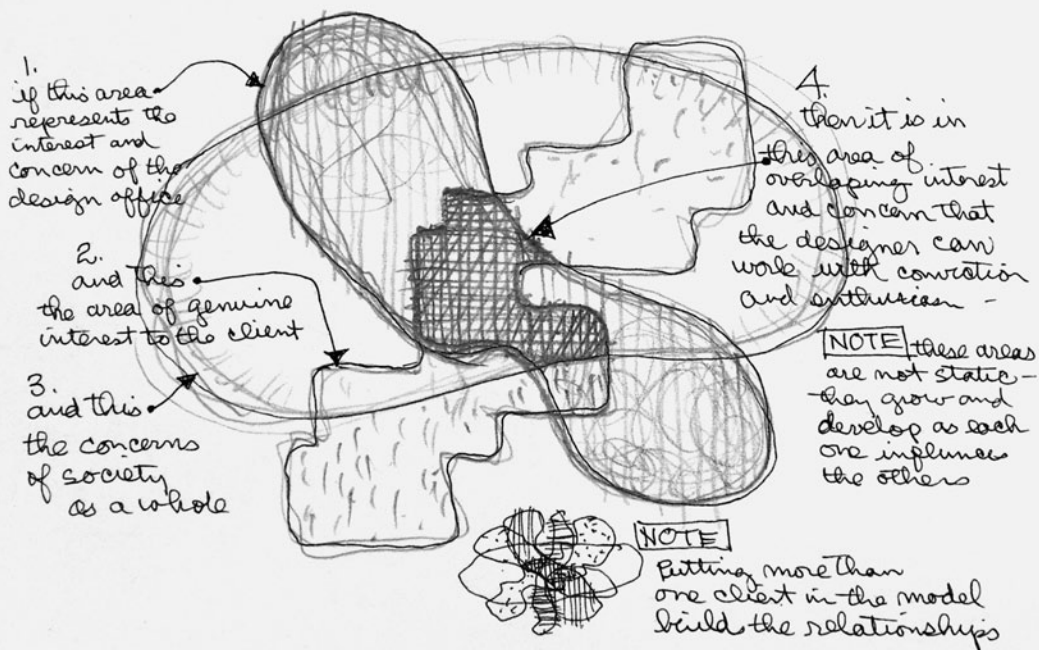 1.
if this area
represents the
interest and
concern of the
design office
2.
and this
the area of genuine
interest to the client
3.
and this
the concerns
of society
as a whole
4.
then it is in
this area of
overlaping interest
and concern that
the designer can
work with conviction
and enthusiasm -
NOTE these areas
are not static -
they grow and
develop as each
one influences
the others
NOTE
Putting more than
one client in the model
builds the relationships